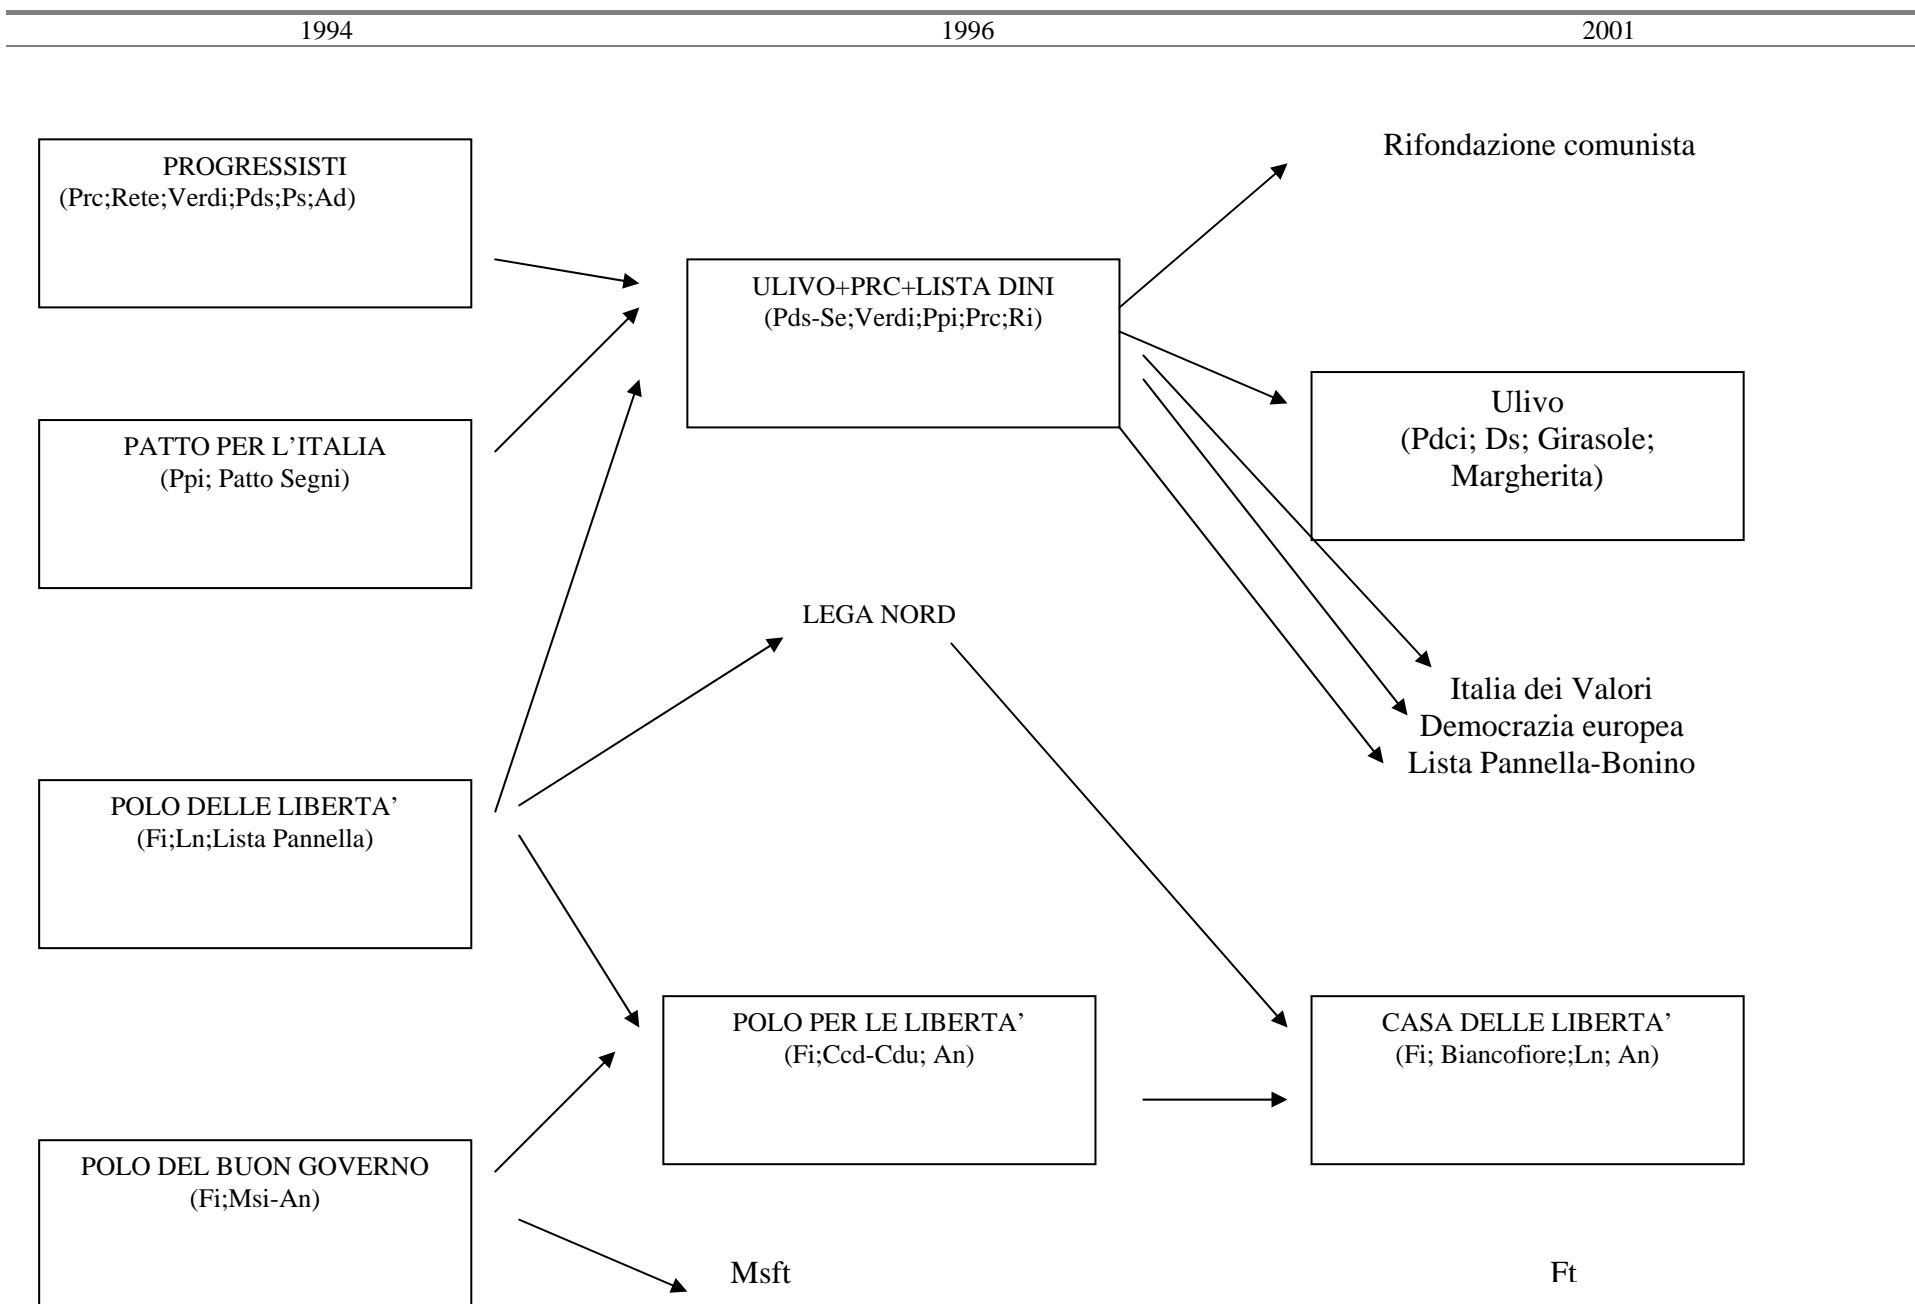 1994
1996
2001
PROGRESSISTI
(Prc;Rete;Verdi;Pds;Ps;Ad)
PATTO PER L’ITALIA
(Ppi; Patto Segni)
POLO DELLE LIBERTA’
(Fi;Ln;Lista Pannella)
POLO DEL BUON GOVERNO
(Fi;Msi-An)
ULIVO+PRC+LISTA DINI
(Pds-Se;Verdi;Ppi;Prc;Ri)
LEGA NORD
POLO PER LE LIBERTA’
(Fi;Ccd-Cdu; An)
Msft
Rifondazione comunista
Ulivo
(Pdci; Ds; Girasole;
Margherita)
Italia dei Valori
Democrazia europea
Lista Pannella-Bonino
CASA DELLE LIBERTA’
(Fi; Biancofiore;Ln; An)
Ft